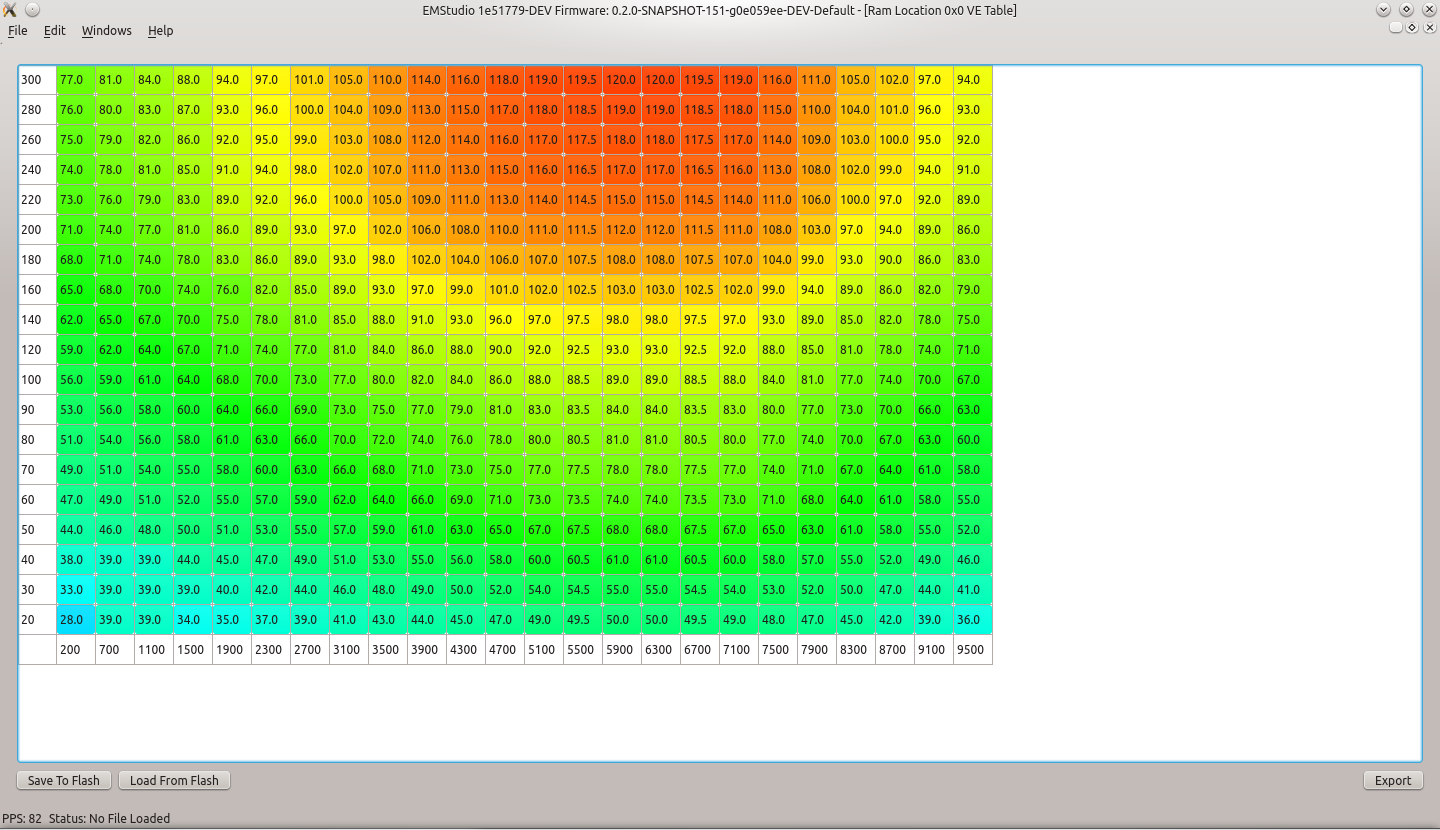 EMStudio 1e51779-DEV Firmware: 0.2.0-SNAPSHOT-151-g0e059ee-DEV-Default - [Ram Location 0x0 VE Table]
File Edit Windows Help
300 77.0 81.0 84.0 88.0 94.0 97.0 101.0 105.0 110.0 114.0 116.0 118.0 119.0 119.5 120.0 120.0 119.5 119.0 116.0 111.0 105.0 102.0 97.0 94.0
280 76.0 80.0 83.0 87.0 93.0 96.0 100.0 104.0 109.0 113.0 115.0 117.0 118.0 118.5 119.0 119.0 118.5 118.0 115.0 110.0 104.0 101.0 96.0 93.0
260 75.0 79.0 82.0 86.0 92.0 95.0 99.0 103.0 108.0 112.0 114.0 116.0 117.0 117.5 118.0 118.0 117.5 117.0 114.0 109.0 103.0 100.0 95.0 92.0
240 74.0 78.0 81.0 85.0 91.0 94.0 98.0 102.0 107.0 111.0 113.0 115.0 116.0 116.5 117.0 117.0 116.5 116.0 113.0 108.0 102.0 99.0 94.0 91.0
220 73.0 76.0 79.0 83.0 89.0 92.0 96.0 100.0 105.0 109.0 111.0 113.0 114.0 114.5 115.0 115.0 114.5 114.0 111.0 106.0 100.0 97.0 92.0 89.0
200 71.0 74.0 77.0 81.0 86.0 89.0 93.0 97.0 102.0 106.0 108.0 110.0 111.0 111.5 112.0 112.0 111.5 111.0 108.0 103.0 97.0 94.0 89.0 86.0
180 68.0 71.0 74.0 78.0 83.0 86.0 89.0 93.0 98.0 102.0 104.0 106.0 107.0 107.5 108.0 108.0 107.5 107.0 104.0 99.0 93.0 90.0 86.0 83.0
160 65.0 68.0 70.0 74.0 76.0 82.0 85.0 89.0 93.0 97.0 99.0 101.0 102.0 102.5 103.0 103.0 102.5 102.0 99.0 94.0 89.0 86.0 82.0 79.0
140 62.0 65.0 67.0 70.0 75.0 78.0 81.0 85.0 88.0 91.0 93.0 96.0 97.0 97.5 98.0 98.0 97.5 97.0 93.0 89.0 85.0 82.0 78.0 75.0
120 59.0 62.0 64.0 67.0 71.0 74.0 77.0 81.0 84.0 86.0 88.0 90.0 92.0 92.5 93.0 93.0 92.5 92.0 88.0 85.0 81.0 78.0 74.0 71.0
100 56.0 59.0 61.0 64.0 68.0 70.0 73.0 77.0 80.0 82.0 84.0 86.0 88.0 88.5 89.0 89.0 88.5 88.0 84.0 81.0 77.0 74.0 70.0 67.0
90 53.0 56.0 58.0 60.0 64.0 66.0 69.0 73.0 75.0 77.0 79.0 81.0 83.0 83.5 84.0 84.0 83.5 83.0 80.0 77.0 73.0 70.0 66.0 63.0
80 51.0 54.0 56.0 58.0 61.0 63.0 66.0 70.0 72.0 74.0 76.0 78.0 80.0 80.5 81.0 81.0 80.5 80.0 77.0 74.0 70.0 67.0 63.0 60.0
70 49.0 51.0 54.0 55.0 58.0 60.0 63.0 66.0 68.0 71.0 73.0 75.0 77.0 77.5 78.0 78.0 77.5 77.0 74.0 71.0 67.0 64.0 61.0 58.0
60 47.0 49.0 51.0 52.0 55.0 57.0 59.0 62.0 64.0 66.0 69.0 71.0 73.0 73.5 74.0 74.0 73.5 73.0 71.0 68.0 64.0 61.0 58.0 55.0
50 44.0 46.0 48.0 50.0 51.0 53.0 55.0 57.0 59.0 61.0 63.0 65.0 67.0 67.5 68.0 68.0 67.5 67.0 65.0 63.0 61.0 58.0 55.0 52.0
40 38.0 39.0 39.0 44.0 45.0 47.0 49.0 51.0 53.0 55.0 56.0 58.0 60.0 60.5 61.0 61.0 60.5 60.0 58.0 57.0 55.0 52.0 49.0 46.0
30 33.0 39.0 39.0 39.0 40.0 42.0 44.0 46.0 48.0 49.0 50.0 52.0 54.0 54.5 55.0 55.0 54.5 54.0 53.0 52.0 50.0 47.0 44.0 41.0
20 28.0 39.0 39.0 34.0 35.0 37.0 39.0 41.0 43.0 44.0 45.0 47.0 49.0 49.5 50.0 50.0 49.5 49.0 48.0 47.0 45.0 42.0 39.0 36.0
200 700 1100 1500 1900 2300 2700 3100 3500 3900 4300 4700 5100 5500 5900 6300 6700 7100 7500 7900 8300 8700 9100 9500
Save To Flash Load From Flash Export
PPS: 82 Status: No File Loaded